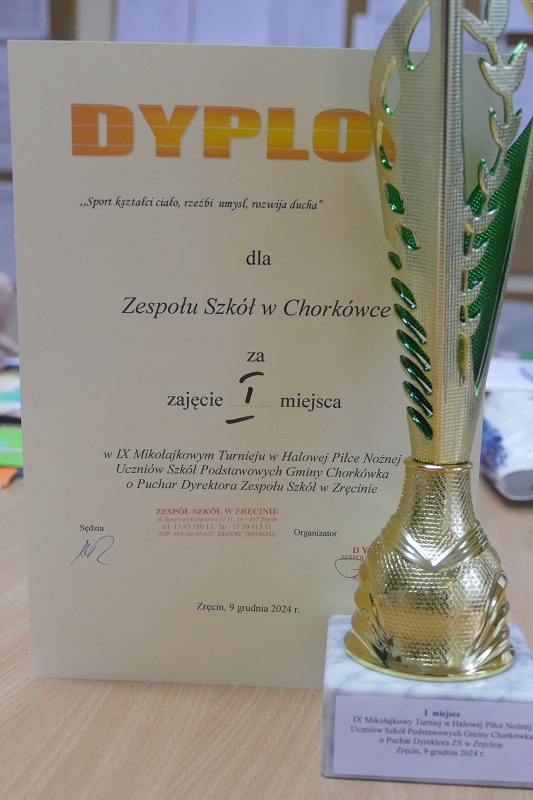 DYPLO
,,Sport kształci ciało, rzeźbi umysł, rozwija ducha"
dla
Zespołu Szkół w Chorkówce
za
zajęcie I miejsca
w IX Mikołajkowym Turnieju w Halowej Piłce Nożnej
Uczniów Szkół Podstawowych Gminy Chorkówka
o Puchar Dyrektora Zespołu Szkół w Zręcinie
ZESPÓŁ SZKÓŁ W ZRĘCINIE
Sędzia
Organizator
Zręcin, 9 grudnia 2024 r.
I miejsce
IX Mikołajkowy Turniej w Halowej Piłce Nożnej
Uczniów Szkół Podstawowych Gminy Chorkówka
o Puchar Dyrektora ZS w Zręcinie
Zręcin, 9 grudnia 2024 r.